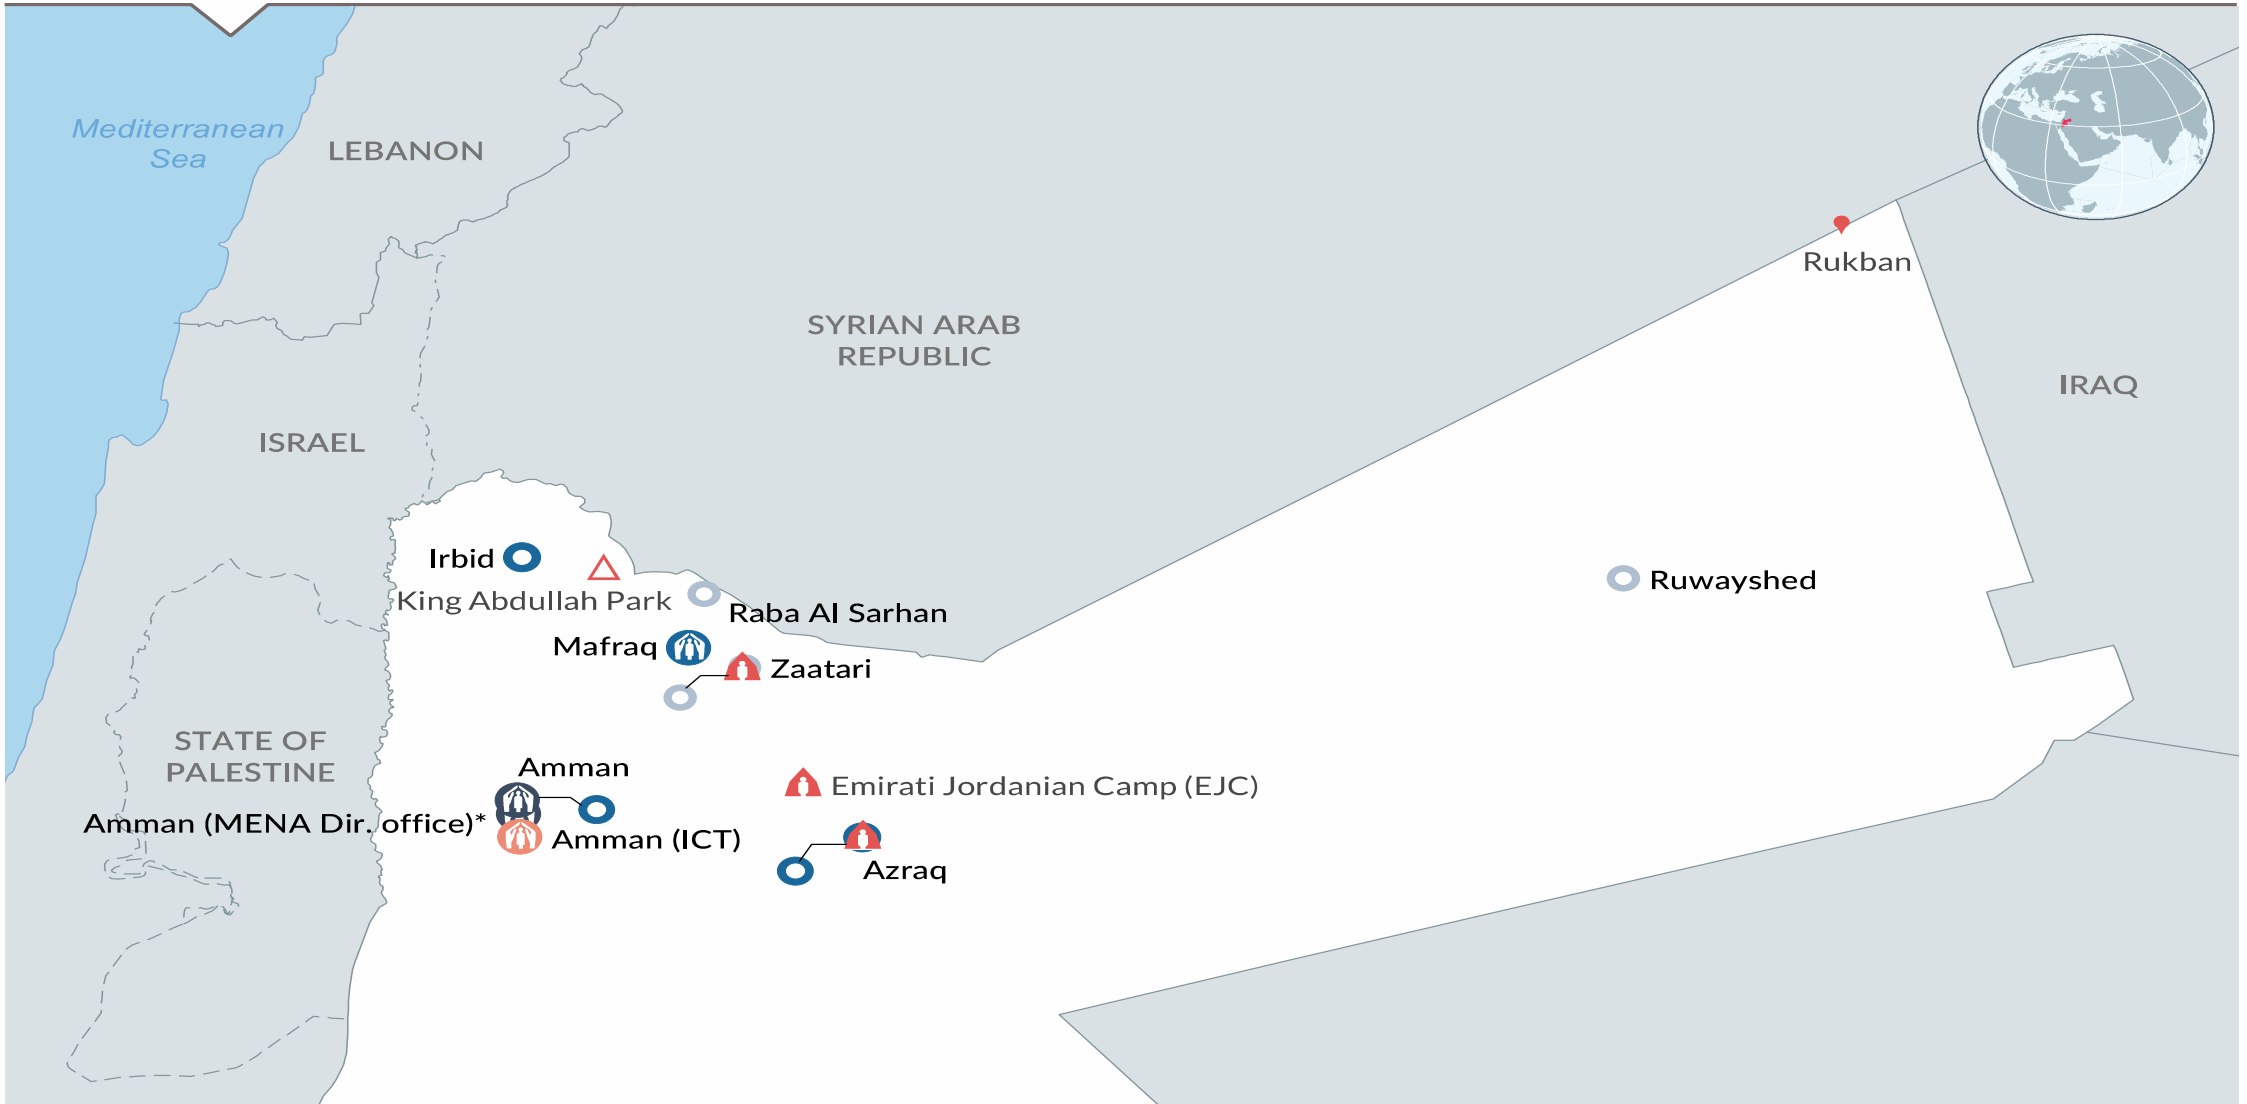 Mediterranean
Sea
LEBANON
Rukban
SYRIAN ARAB
REPUBLIC
IRAQ
ISRAEL
Irbid
King Abdullah Park
Raba Al Sarhan
Ruwayshed
Mafraq
Zaatari
STATE OF
PALESTINE
Amman
Emirati Jordanian Camp (EJC)
Amman (MENA Dir. office)*
Amman (ICT)
Azraq